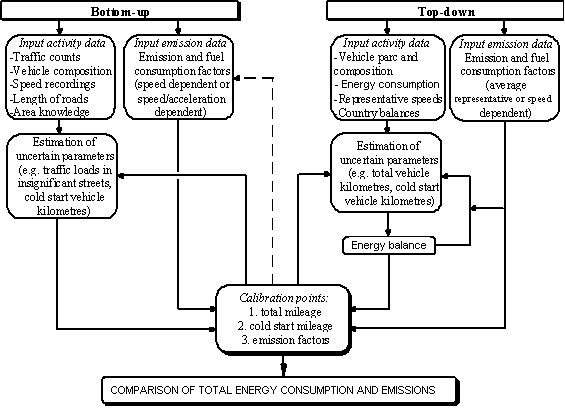 Bottom-up
Top-down
Input activity data
-Traffic counts
-Vehicle composition
-Speed recordings
-Length of roads
-Area knowledge
Input emission data
Emission and fuel
consumption factors
(speed dependent or
speed/acceleration
dependent)
Input activity data
-Vehicle parc and
composition
- Energy consumption
-Representative speeds
-Country balances
Input emission data
Emission and fuel
consumption factors
(average
representative or speed
dependent)
Estimation of
uncertain parameters
(e.g. traffic loads in
insignificant streets,
cold start vehicle
kilometres)
Estimation of
uncertain parameters
(e.g. total vehicle
kilometres, cold start
vehicle kilometres)
Energy balance
Calibration points:
1. total mileage
2. cold start mileage
3. emission factors
COMPARISON OF TOTAL ENERGY CONSUMPTION AND EMISSIONS